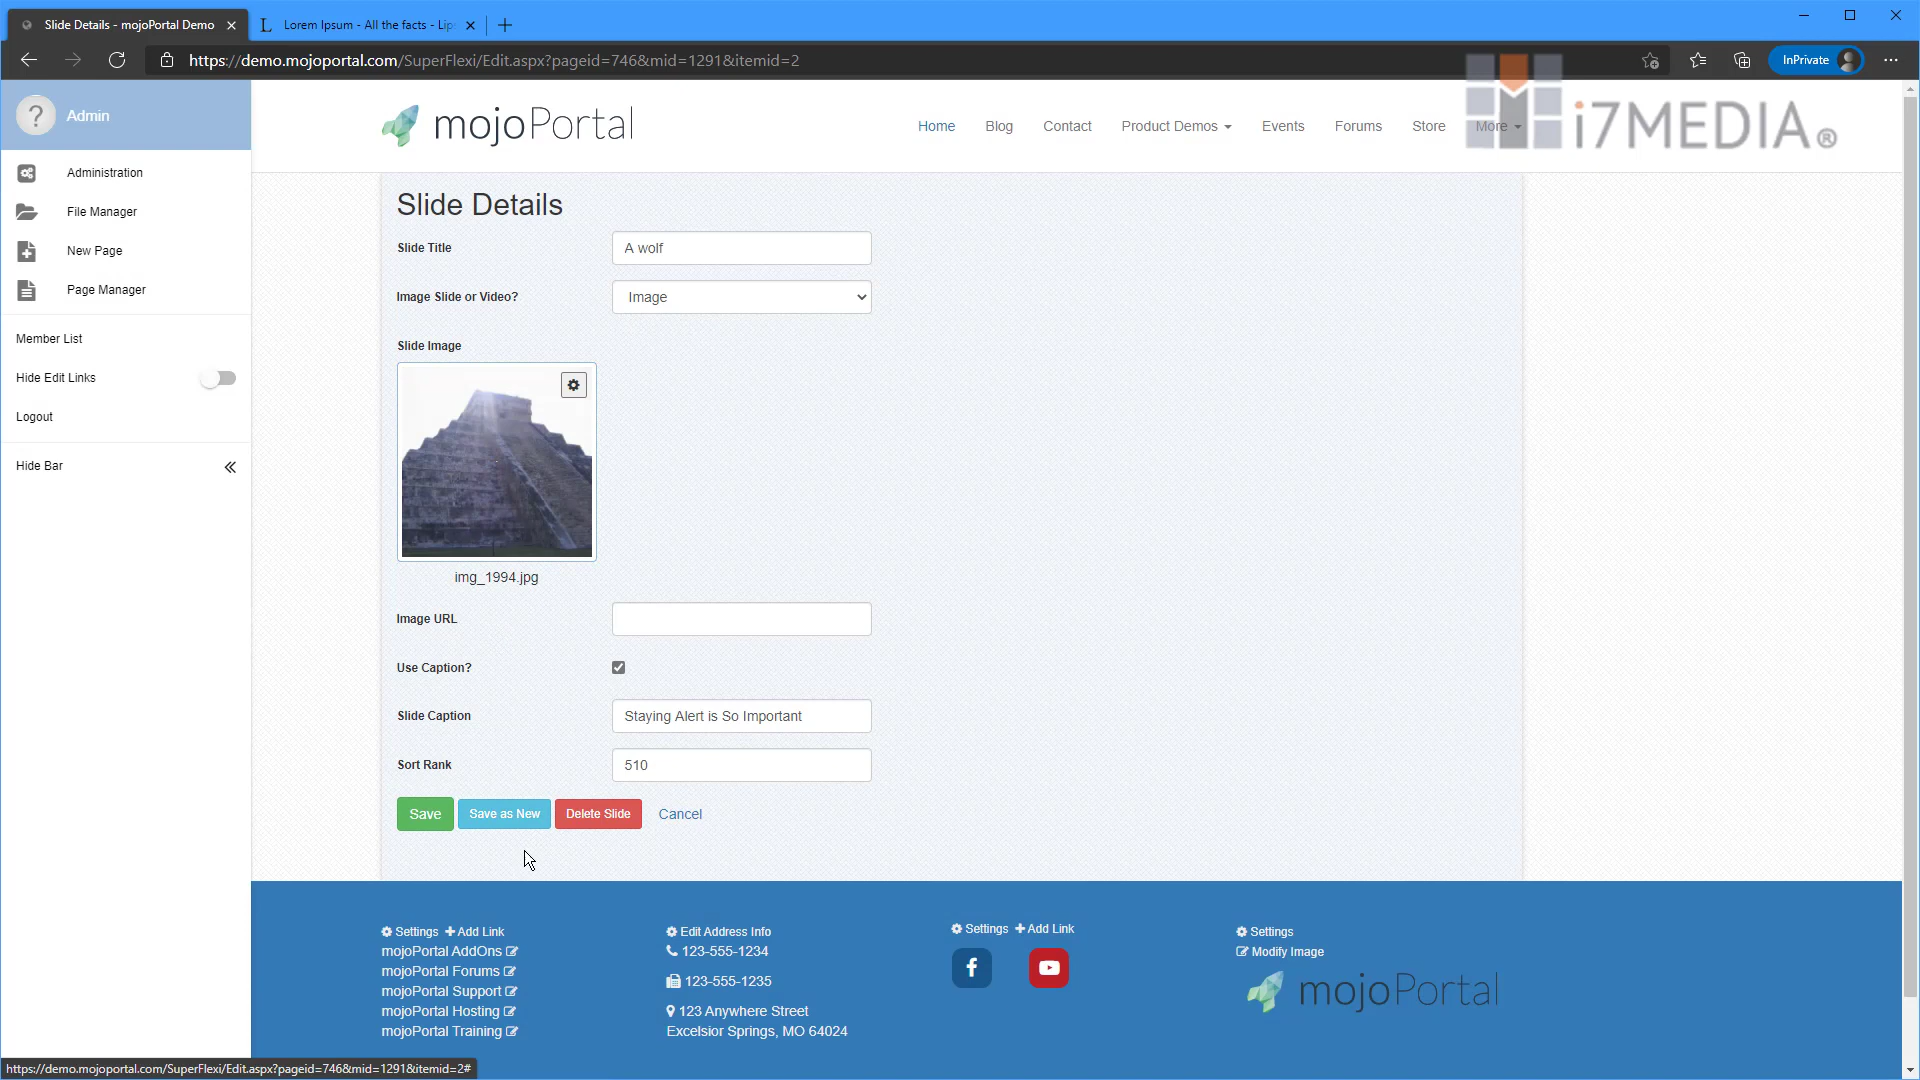 Slide Details - mojoPortal Demo
Lorem Ipsum - All the facts - Lip
https://demo.mojoportal.com/SuperFlexi/Edit.aspx?pageid=746&mid=1291&itemid=2
InPrivate
Admin
Administration
File Manager
New Page
Page Manager
Member List
Hide Edit Links
Logout
Hide Bar
mojoPortal
Home
Blog
Contact
Product Demos
Events
Forums
Store
More
i7MEDIA®
Slide Details
Slide Title
A wolf
Image Slide or Video?
Image
Slide Image
img_1994.jpg
Image URL
Use Caption?
Slide Caption
Staying Alert is So Important
Sort Rank
510
Save
Save as New
Delete Slide
Cancel
Settings Add Link
mojoPortal AddOns
mojoPortal Forums
mojoPortal Support
mojoPortal Hosting
mojoPortal Training
Edit Address Info
123-555-1234
123-555-1235
123 Anywhere Street
Excelsior Springs, MO 64024
Settings Add Link
Settings
Modify Image
mojoPortal
https://demo.mojoportal.com/SuperFlexi/Edit.aspx?pageid=746&mid=1291&itemid=2#